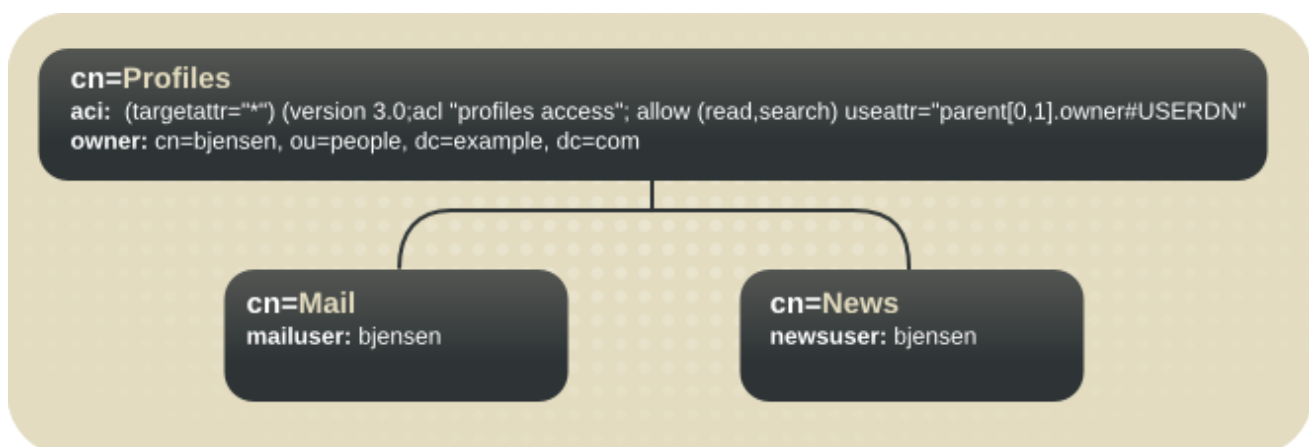 cn=Profiles
aci: (targetattr="*") (version 3.0;acl "profiles access"; allow (read,search) useattr="parent[0,1].owner#USERDN"
owner: cn=bjensen, ou=people, dc=example, dc=com
cn=Mail
mailuser: bjensen
cn=News
newsuser: bjensen